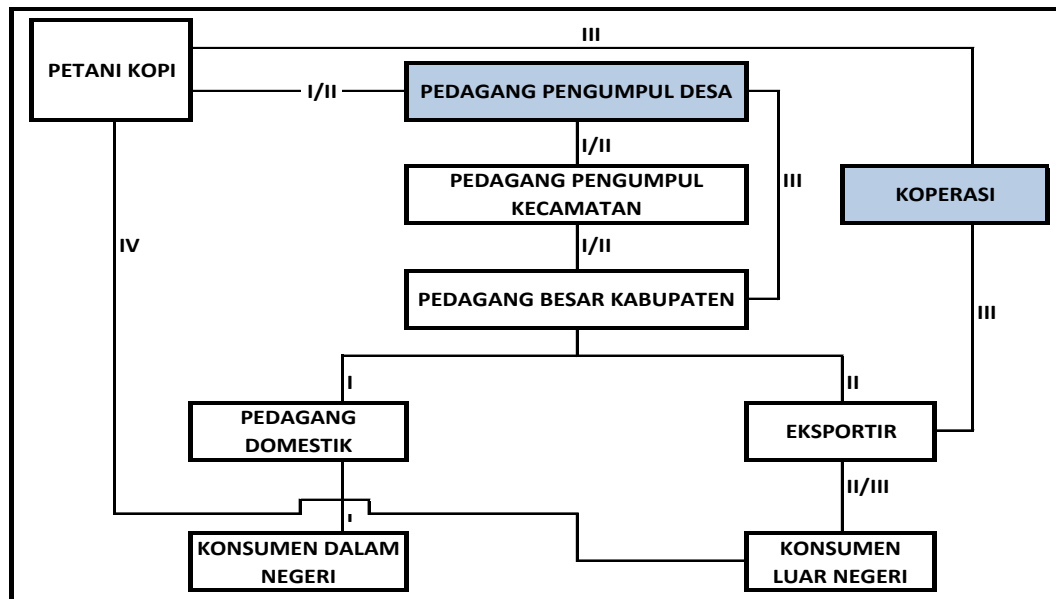 III
PETANI KOPI
I/II
PEDAGANG PENGUMPUL DESA
I/II
PEDAGANG PENGUMPUL
KECAMATAN
III
KOPERASI
IV
I/II
PEDAGANG BESAR KABUPATEN
III
I
II
PEDAGANG
DOMESTIK
EKSPORTIR
II/III
I
KONSUMEN DALAM
NEGERI
KONSUMEN
LUAR NEGERI